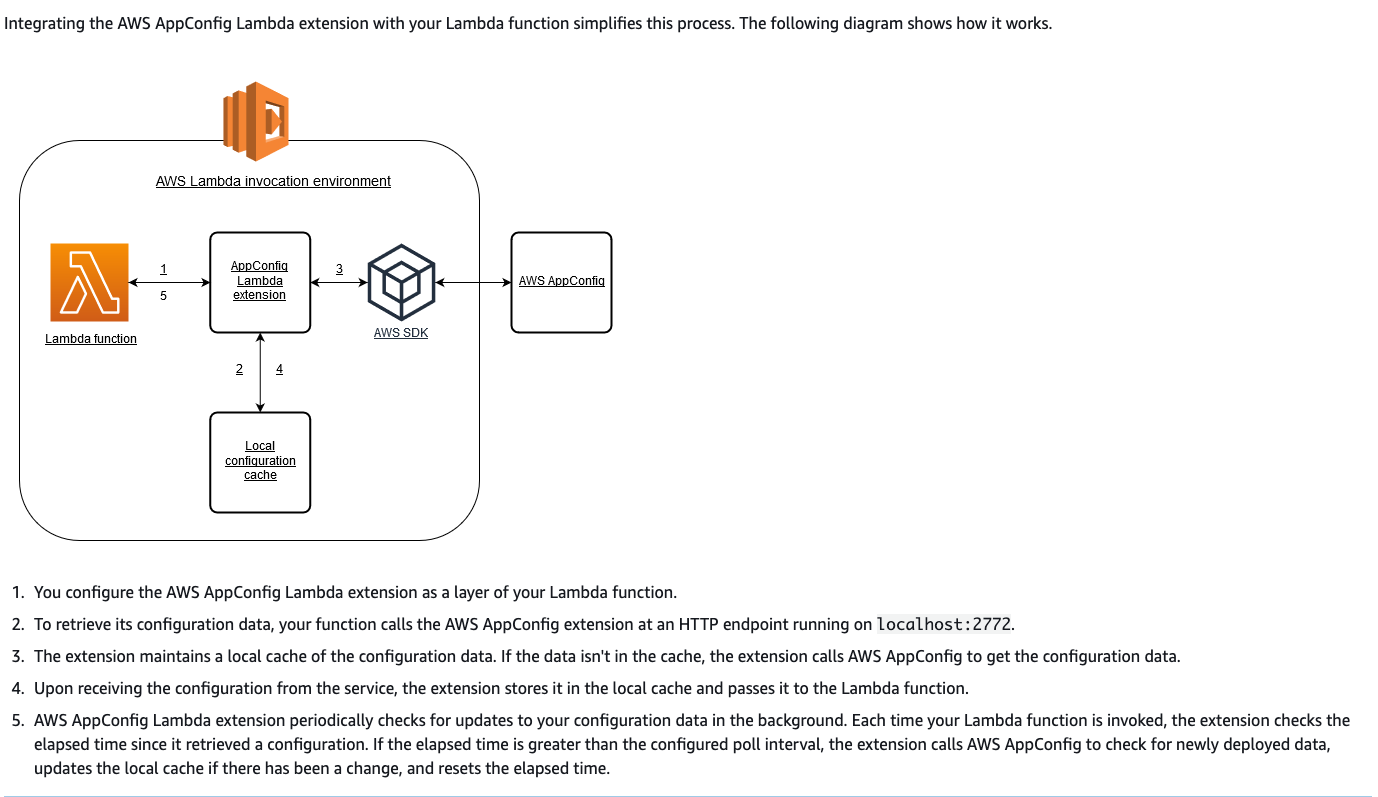 Integrating the AWS AppConfig Lambda extension with your Lambda function simplifies this process. The following diagram shows how it works.
AWS Lambda invocation environment
1
5
AppConfig
Lambda
extension
3
AWS AppConfig
Lambda function
AWS SDK
2
4
Local
configuration
cache
1. You configure the AWS AppConfig Lambda extension as a layer of your Lambda function.
2. To retrieve its configuration data, your function calls the AWS AppConfig extension at an HTTP endpoint running on localhost:2772.
3. The extension maintains a local cache of the configuration data. If the data isn't in the cache, the extension calls AWS AppConfig to get the configuration data.
4. Upon receiving the configuration from the service, the extension stores it in the local cache and passes it to the Lambda function.
5. AWS AppConfig Lambda extension periodically checks for updates to your configuration data in the background. Each time your Lambda function is invoked, the extension checks the
elapsed time since it retrieved a configuration. If the elapsed time is greater than the configured poll interval, the extension calls AWS AppConfig to check for newly deployed data,
updates the local cache if there has been a change, and resets the elapsed time.